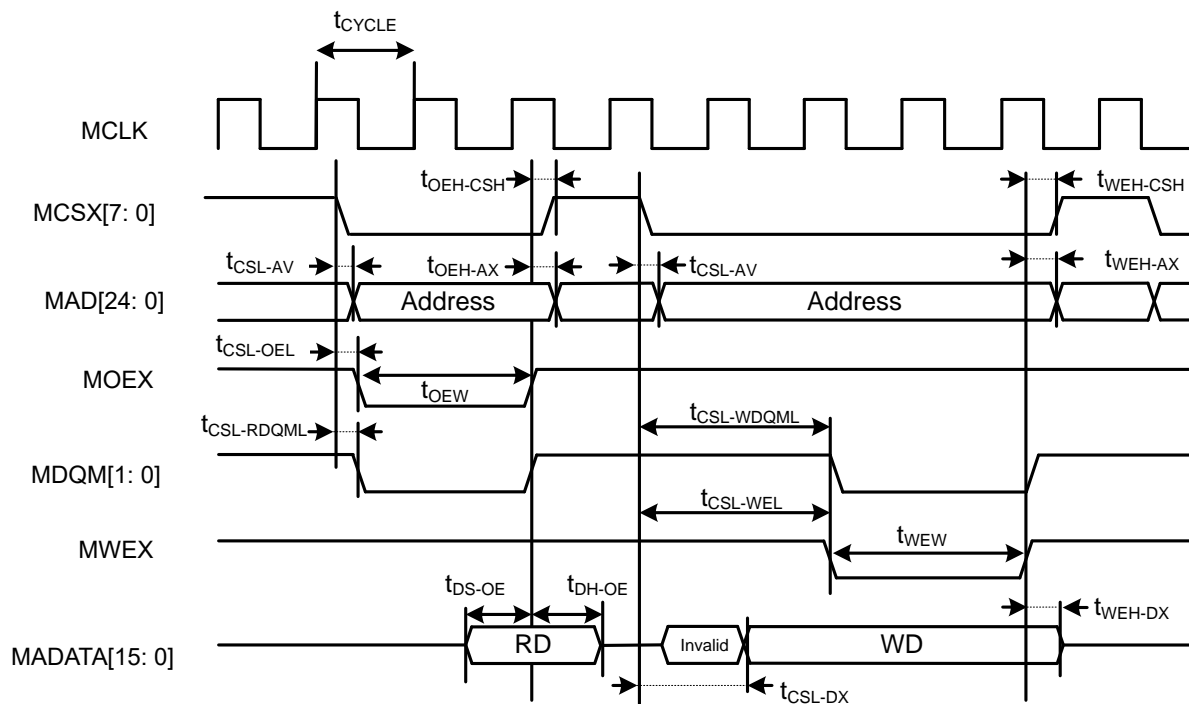 tCYCLE
MCLK
tOEH-CSH
tWEH-CSH
MCSX[7: 0]
tCSL-AV
tOEH-AX
tCSL-AV
tWEH-AX
MAD[24: 0]
Address
Address
tCSL-OEL
MOEX
tOEW
tCSL-RDQML
tCSL-WDQML
MDQM[1: 0]
tCSL-WEL
MWEX
tWEW
tDS-OE
tDH-OE
tWEH-DX
MADATA[15: 0]
RD
Invalid
WD
tCSL-DX